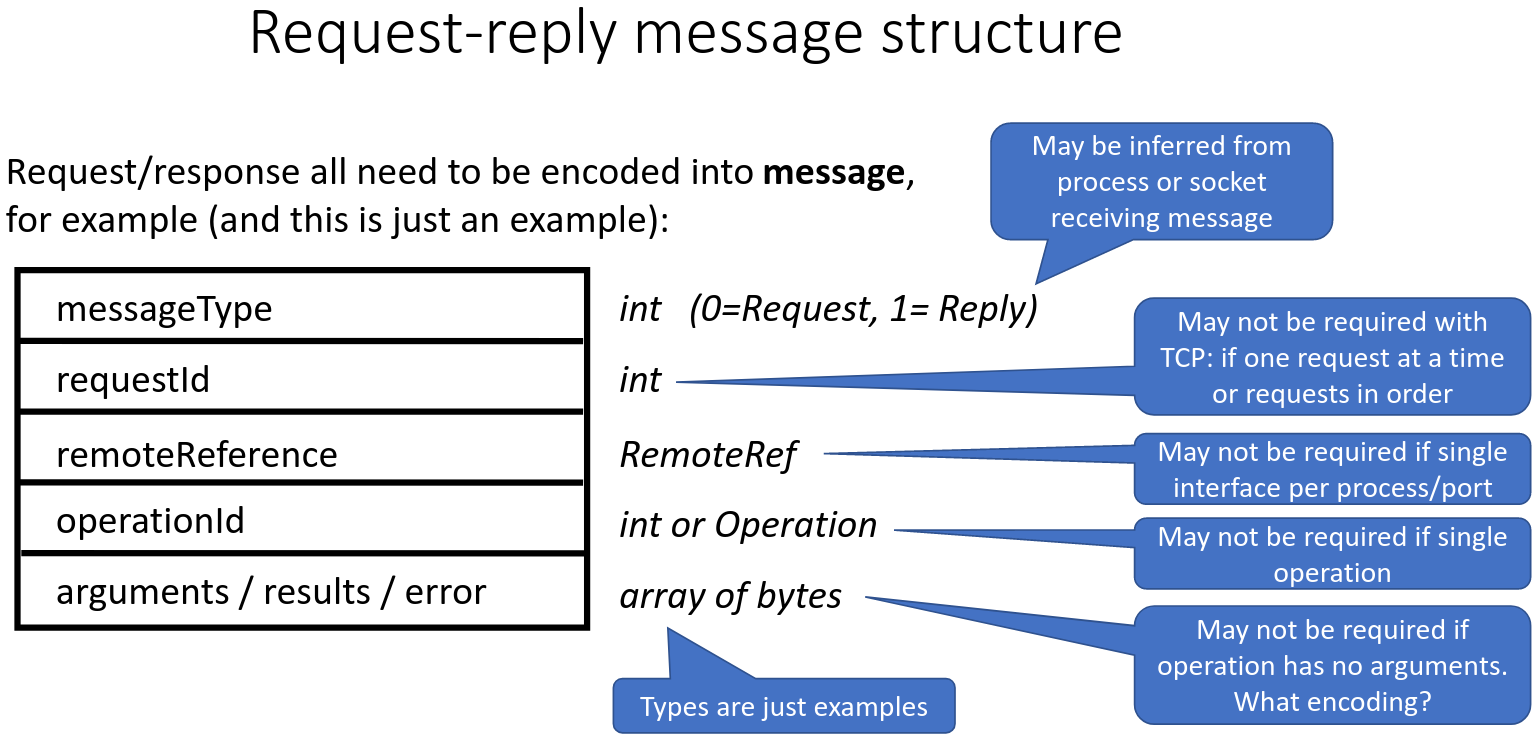 Request-reply message structure
Request/response all need to be encoded into message,
for example (and this is just an example):
May be inferred from
process or socket
receiving message
messageType
int (0=Request, 1= Reply)
requestId
int
May not be required with
TCP: if one request at a time
or requests in order
remoteReference
RemoteRef
May not be required if single
interface per process/port
operationId
int or Operation
May not be required if single
operation
arguments / results / error
array of bytes
May not be required if
operation has no arguments.
What encoding?
Types are just examples